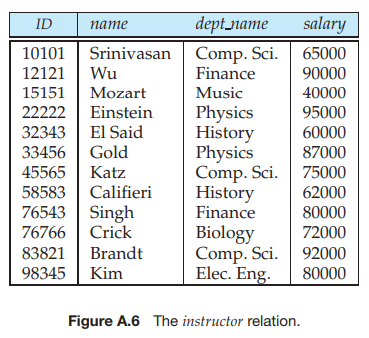 ID name dept_name salary
10101 Srinivasan Comp. Sci. 65000
12121 Wu Finance 90000
15151 Mozart Music 40000
22222 Einstein Physics 95000
32343 El Said History 60000
33456 Gold Physics 87000
45565 Katz Comp. Sci. 75000
58583 Califieri History 62000
76543 Singh Finance 80000
76766 Crick Biology 72000
83821 Brandt Comp. Sci. 92000
98345 Kim Elec. Eng. 80000
Figure A.6 The instructor relation.